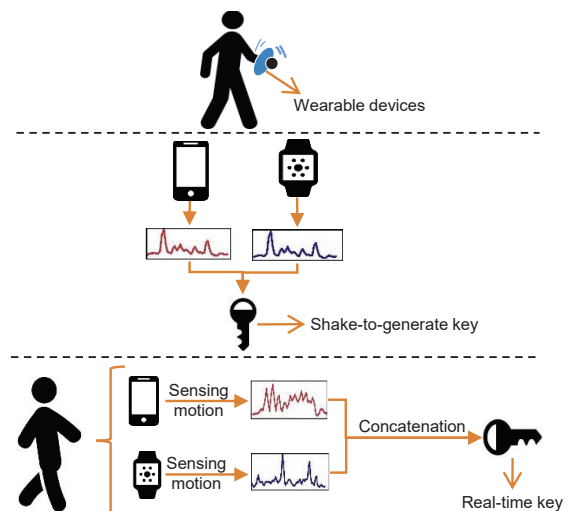 Wearable devices
Shake-to-generate key
Sensing
motion
Concatenation
Sensing
motion
Real-time key